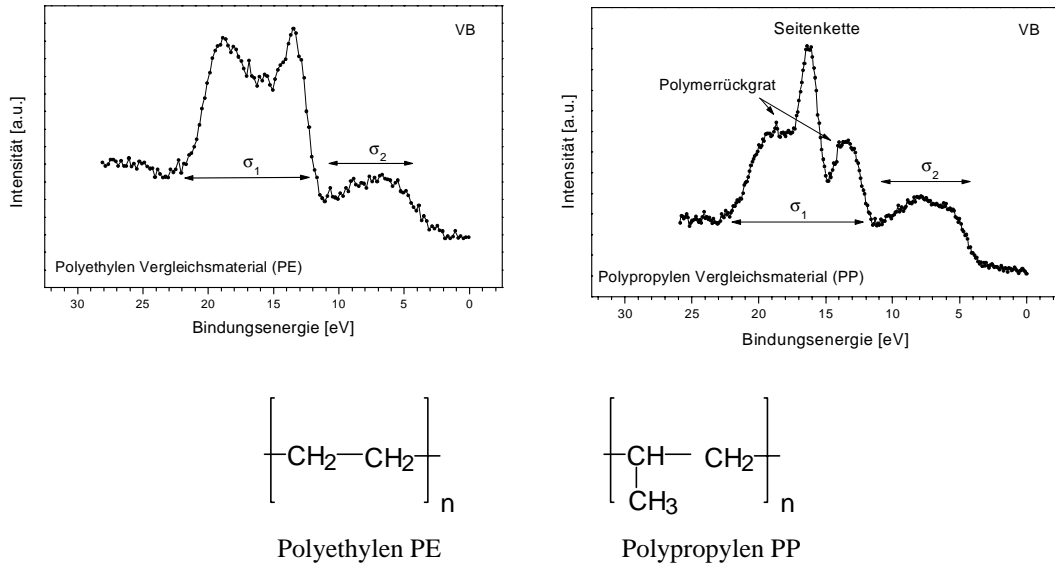 VB
Intensität [a.u.]
σ1
σ2
Polyethylen Vergleichsmaterial (PE)
30 25 20 15 10 5 0
Bindungsenergie [eV]
Seitenkette
VB
Polymerrückgrat
Intensität [a.u.]
σ1
σ2
Polypropylen Vergleichsmaterial (PP)
30 25 20 15 10 5 0
Bindungsenergie [eV]
CH2 CH2 n
CH CH2 n
CH3
Polyethylen PE
Polypropylen PP